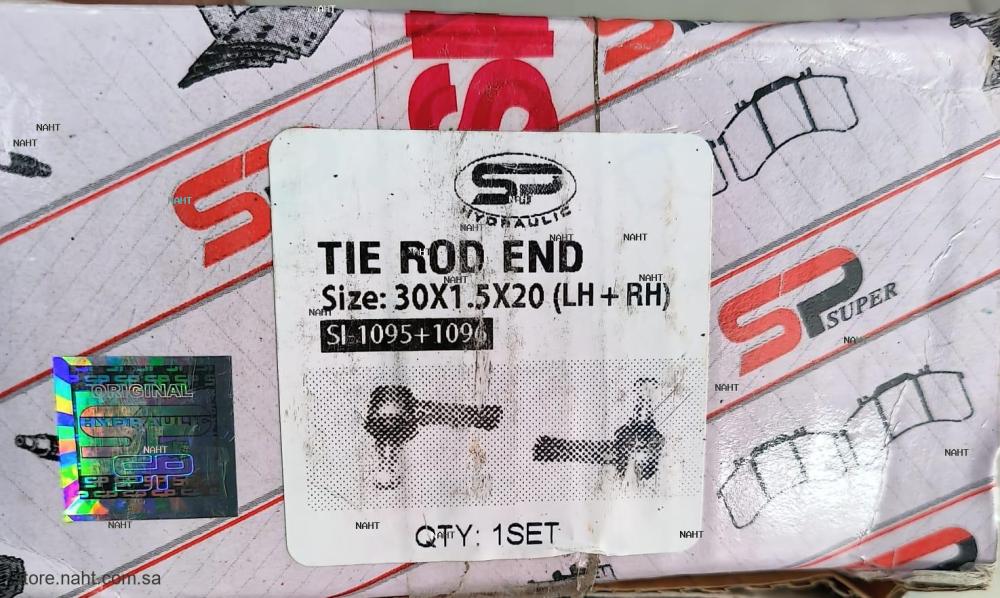 SP
HYDRAULIC
TIE ROD END
Size: 30X1.5X20 (LH + RH)
SI-1095+1096
QTY: 1SET
SP
SUPER
ORIGINAL
HYDRAULIC
SP
NAHT
store.naht.com.sa